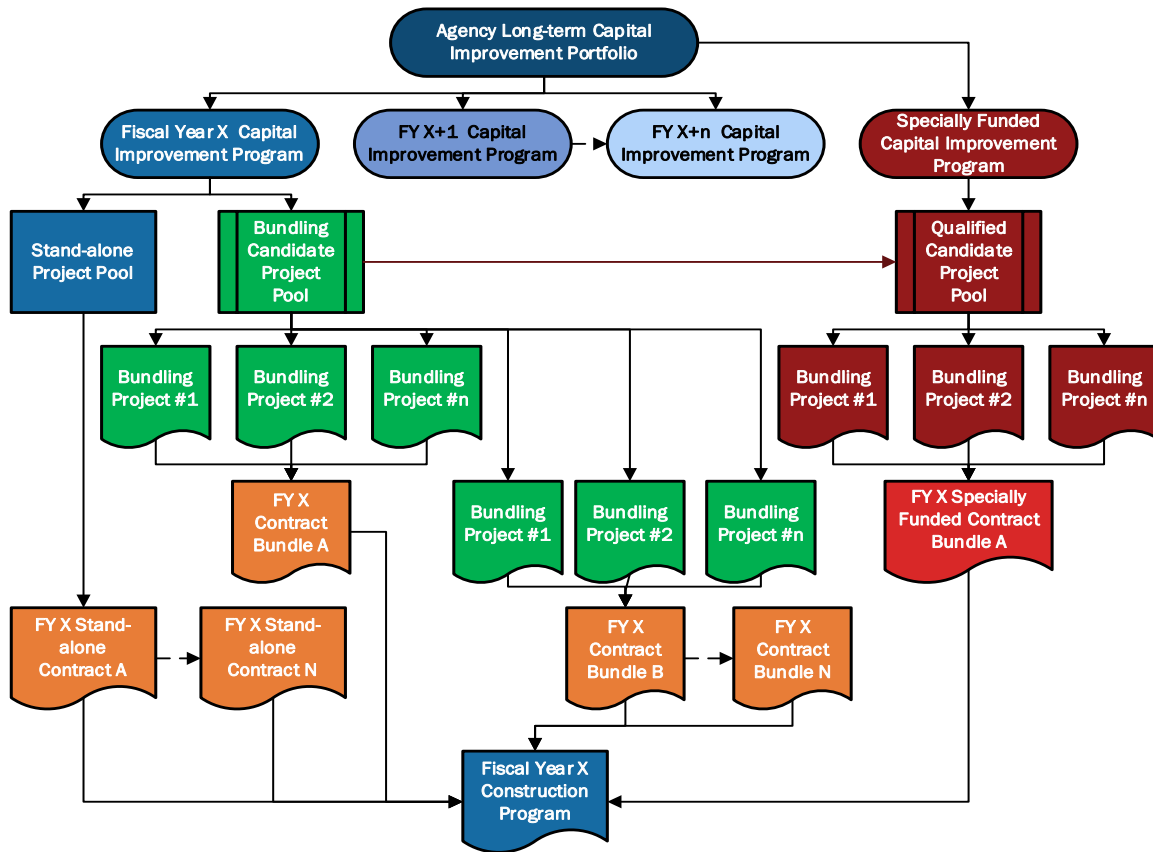 Agency Long-term Capital
Improvement Portfolio
Fiscal Year X  Capital
Improvement Program
FY X+1  Capital
Improvement Program
FY X+n  Capital
Improvement Program
Specially Funded
Capital Improvement
Program
Stand-alone
Project Pool
Bundling
Candidate
Project
Pool
Qualified
Candidate
Project
Pool
Bundling
Project #1
Bundling
Project #2
Bundling
Project #n
Bundling
Project #1
Bundling
Project #2
Bundling
Project #n
FY X
Contract
Bundle A
Bundling
Project #1
Bundling
Project #2
Bundling
Project #n
FY X Specially
Funded Contract
Bundle A
FY X Stand-
alone
Contract A
FY X Stand-
alone
Contract N
FY X
Contract
Bundle B
FY X
Contract
Bundle N
Fiscal Year X
Construction
Program